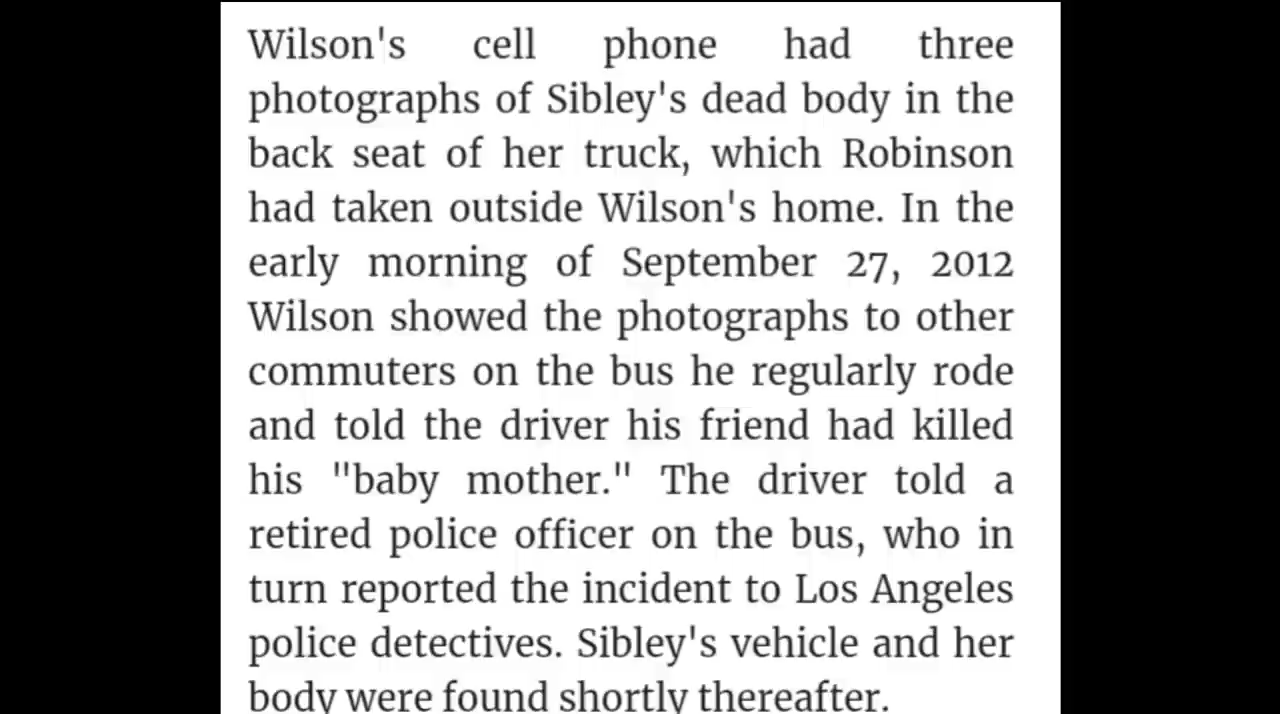 Wilson's cell phone had three
photographs of Sibley's dead body in the
back seat of her truck, which Robinson
had taken outside Wilson's home. In the
early morning of September 27, 2012
Wilson showed the photographs to other
commuters on the bus he regularly rode
and told the driver his friend had killed
his "baby mother." The driver told a
retired police officer on the bus, who in
turn reported the incident to Los Angeles
police detectives. Sibley's vehicle and her
body were found shortly thereafter.